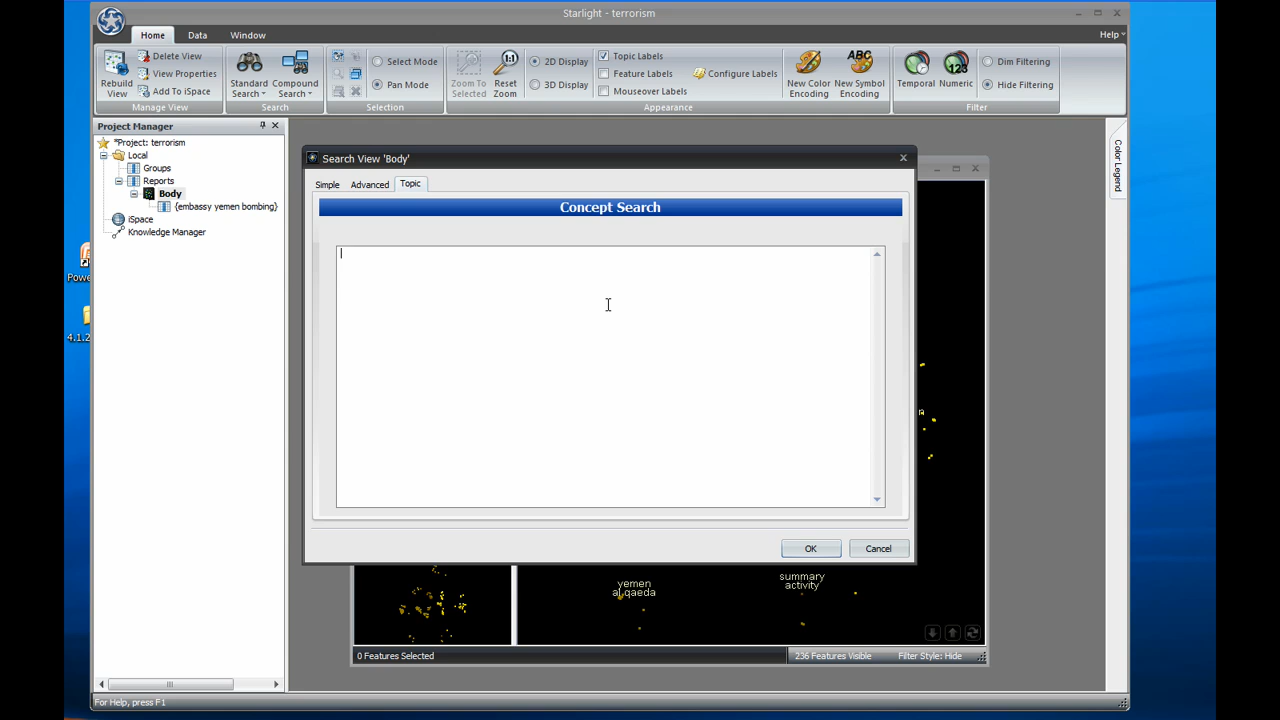 Starlight - terrorism
Home Data Window Help
Rebuild View
Delete View
View Properties
Add To iSpace
Manage View
Standard Search
Compound Search
Search
Select Mode
Pan Mode
Selection
Zoom To Selected
Reset Zoom
2D Display
3D Display
Topic Labels
Feature Labels
Mouseover Labels
Configure Labels
New Color Encoding
ABC
New Symbol Encoding
Appearance
Temporal
Numeric
Dim Filtering
Hide Filtering
Filter
Project Manager
*Project: terrorism
Local
Groups
Reports
Body
{embassy yemen bombing}
iSpace
Knowledge Manager
Color Legend
Search View 'Body'
Simple Advanced Topic
Concept Search
OK Cancel
yemen
al qaeda
summary
activity
0 Features Selected
236 Features Visible
Filter Style: Hide
For Help, press F1